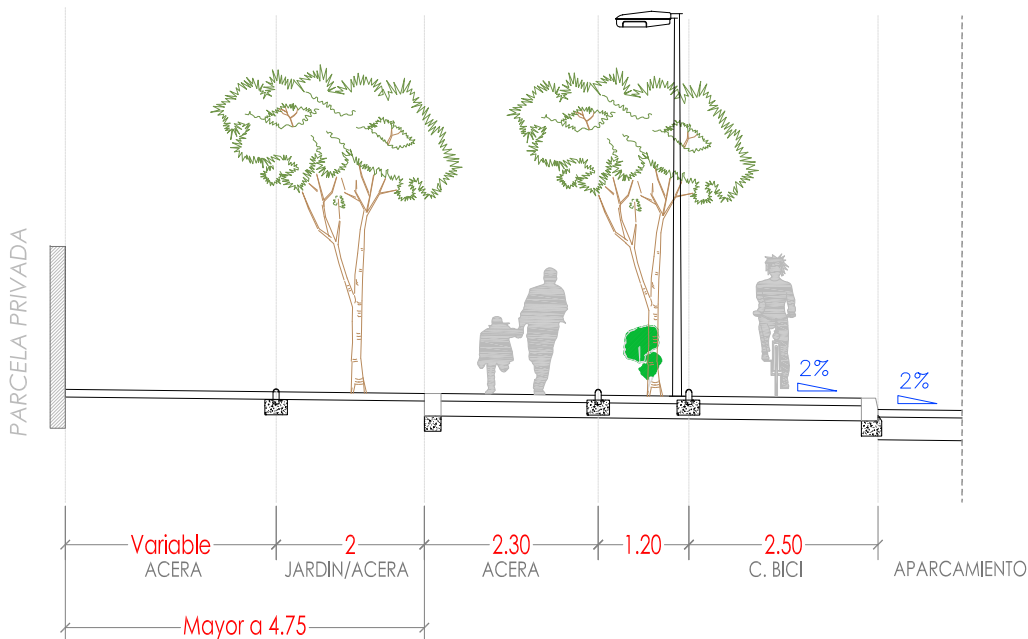 PARCELA PRIVADA
2%
2%
Variable
2
2.30
1.20
2.50
ACERA
JARDIN/ACERA
ACERA
C. BICI
APARCAMIENTO
Mayor a 4.75